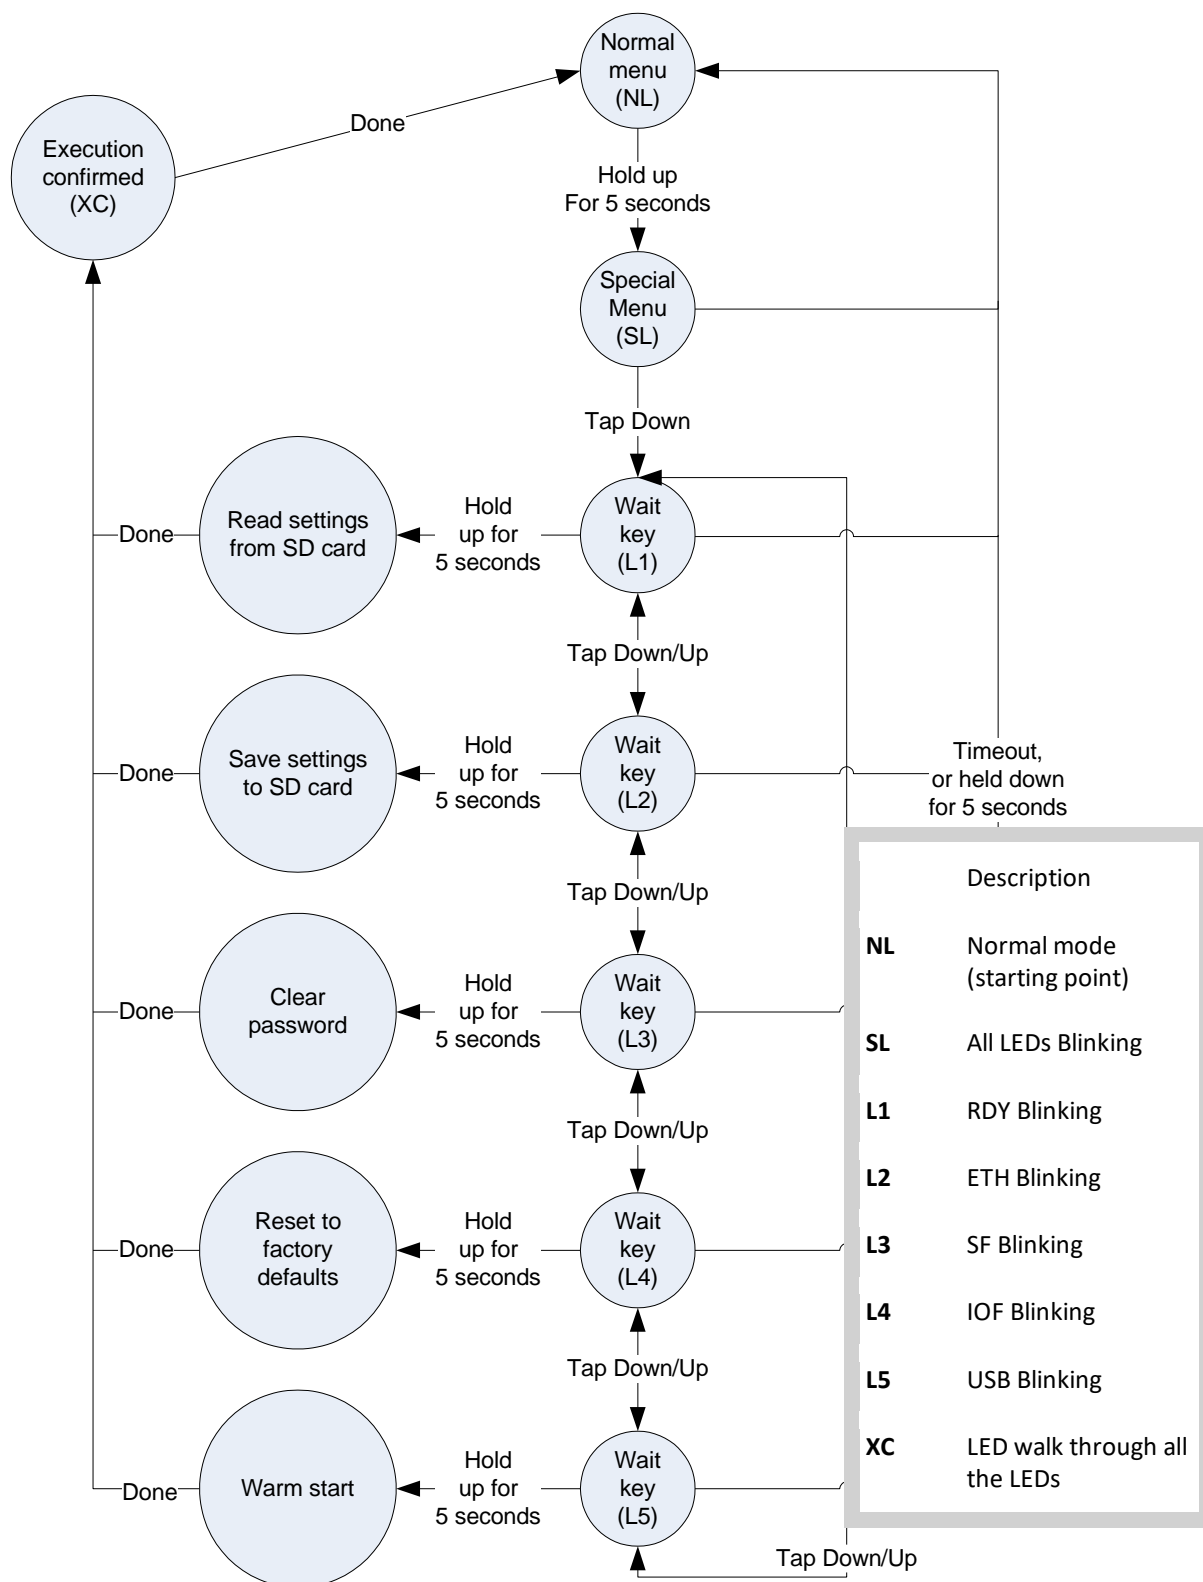 Normal
menu
(NL)
Done
Execution
confirmed
(XC)
Hold up
For 5 seconds
Special
Menu
(SL)
Tap Down
Done
Read settings
from SD card
Hold
up for
5 seconds
Wait
key
(L1)
Tap Down/Up
Done
Save settings
to SD card
Hold
up for
5 seconds
Wait
key
(L2)
Timeout,
or held down
for 5 seconds
Tap Down/Up
Done
Clear
password
Hold
up for
5 seconds
Wait
key
(L3)
Tap Down/Up
Done
Reset to
factory
defaults
Hold
up for
5 seconds
Wait
key
(L4)
Tap Down/Up
Done
Warm start
Hold
up for
5 seconds
Wait
key
(L5)
Tap Down/Up
Description
NL Normal mode
(starting point)
SL All LEDs Blinking
L1 RDY Blinking
L2 ETH Blinking
L3 SF Blinking
L4 IOF Blinking
L5 USB Blinking
XC LED walk through all
the LEDs